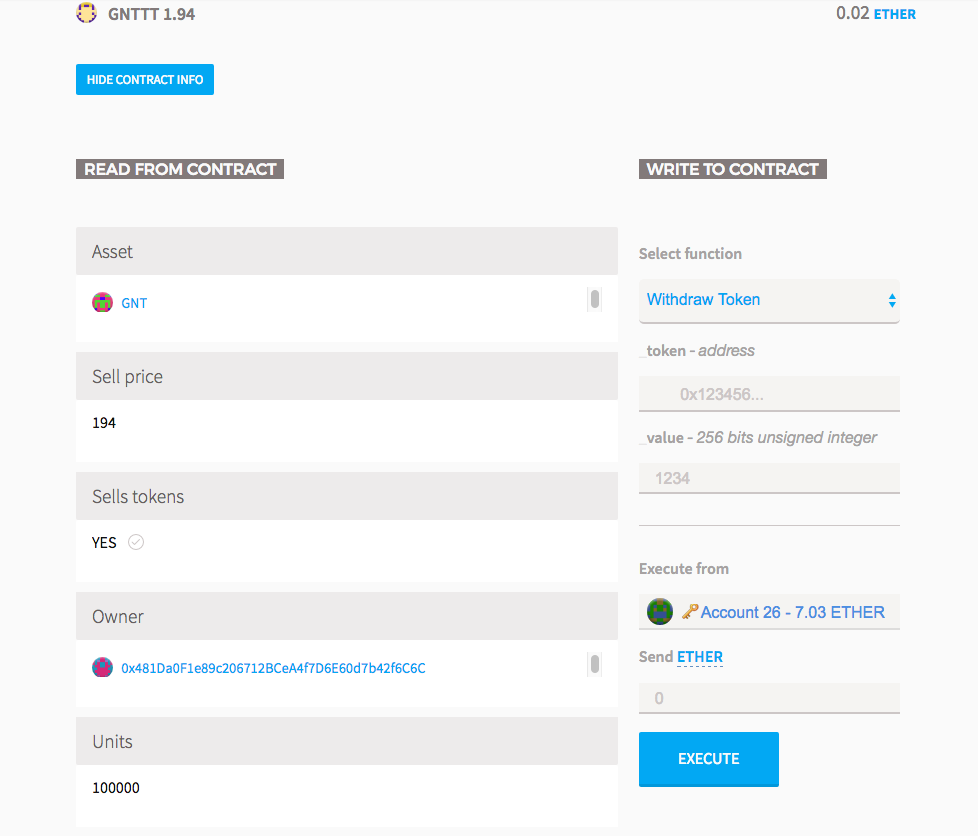 GNTTT 1.94
0.02 ETHER
HIDE CONTRACT INFO
READ FROM CONTRACT
Asset
GNT
Sell price
194
Sells tokens
YES
Owner
0x481Da0F1e89c206712BCeA4f7D6E60d7b42f6C6C
Units
100000
WRITE TO CONTRACT
Select function
Withdraw Token
_token - address
0x123456...
_value - 256 bits unsigned integer
1234
Execute from
Account 26 - 7.03 ETHER
Send ETHER
0
EXECUTE